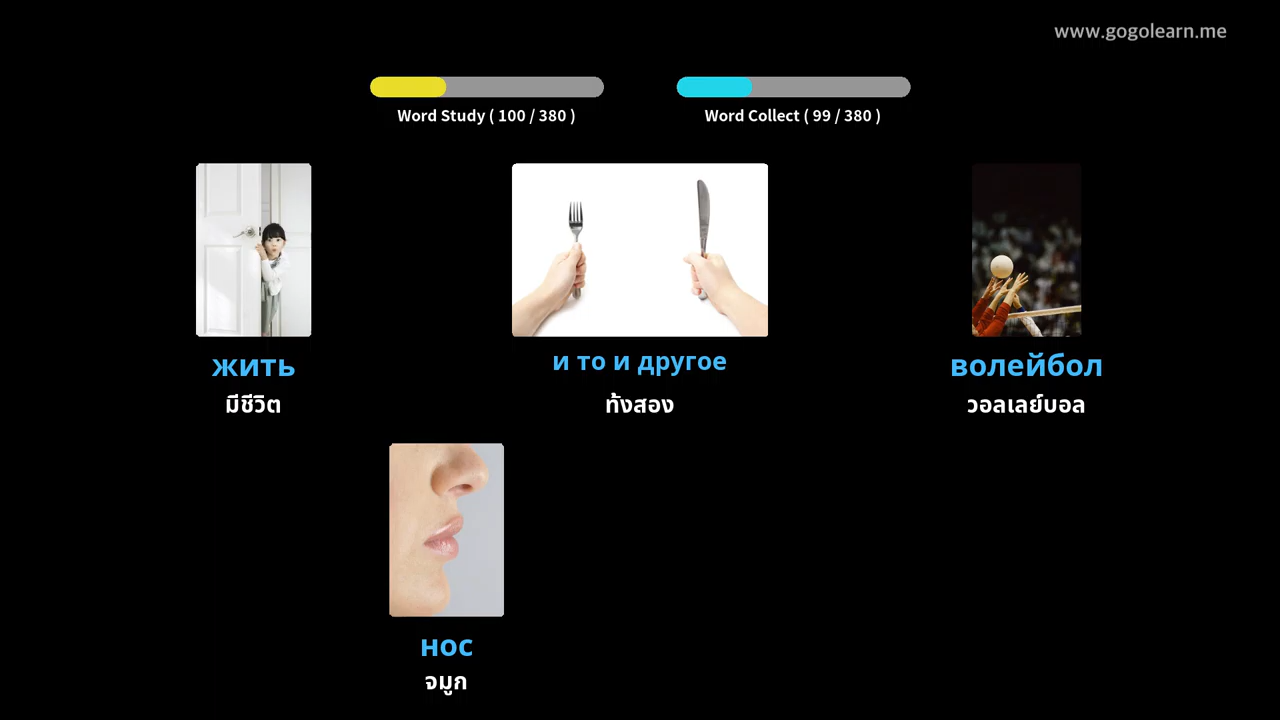 www.gogolearn.me
Word Study ( 100 / 380 )
Word Collect ( 99 / 380 )
жить
и то и другое
волейбол
มีชีวิต
ทั้งสอง
วอลเลย์บอล
нос
จมูก